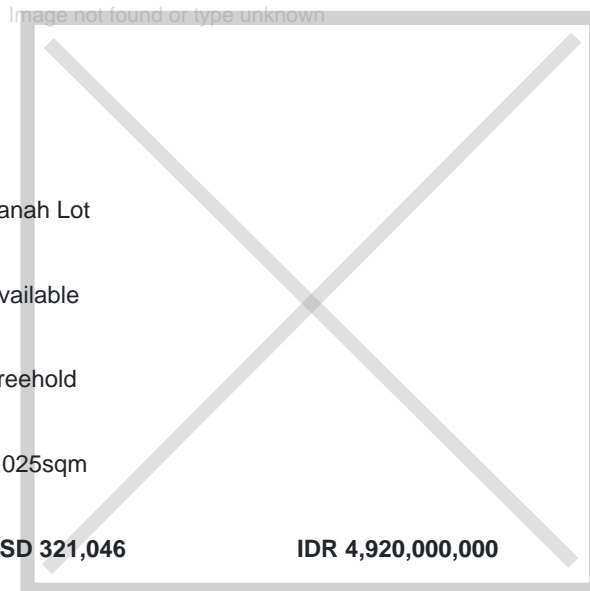 Image not found or type unknown
anah Lot
vailable
reehold
025sqm
SD 321,046 IDR 4,920,000,000